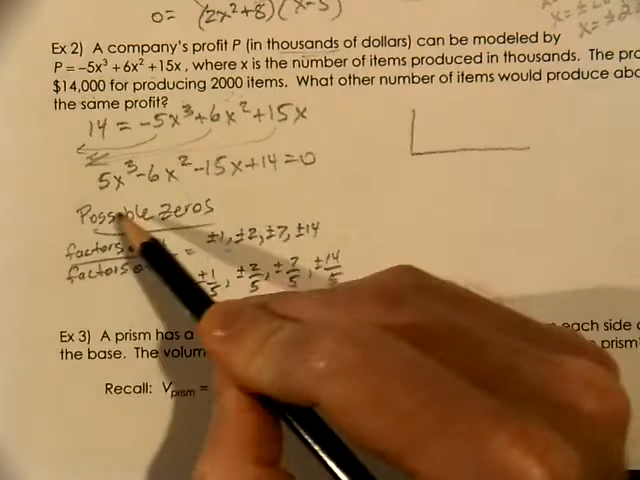 0 = (2x²+8)(x-5)
x=±2
Ex 2) A company's profit P (in thousands of dollars) can be modeled by
P = –5x³ + 6x² + 15x, where x is the number of items produced in thousands. The
$14,000 for producing 2000 items. What other number of items would produce
the same profit?
14 = -5x³+6x²+15x
5x³-6x²-15x+14=0
Possible zeros
factors = ±1, ±2, ±7, ±14
factors ±1/5, ±2/5, ±7/5, ±14/5
Ex 3) A prism has a each side
the base. The volum prism
Recall: Vprism =